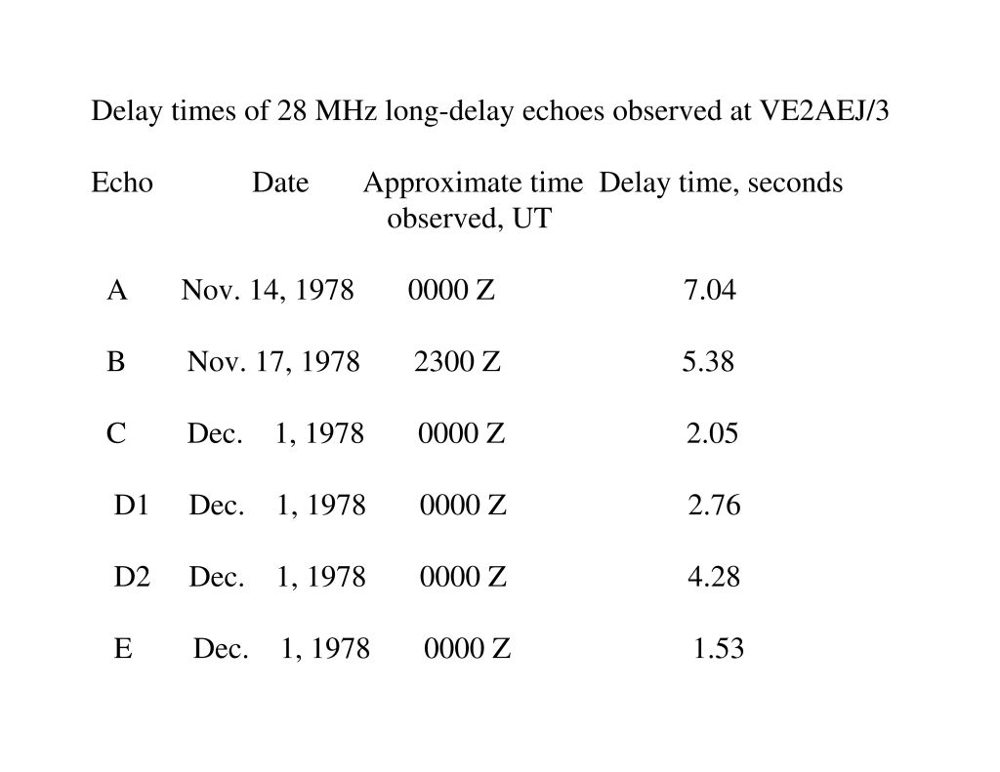 Delay times of 28 MHz long-delay echoes observed at VE2AEJ/3
Echo Date Approximate time Delay time, seconds
observed, UT
A Nov. 14, 1978 0000 Z 7.04
B Nov. 17, 1978 2300 Z 5.38
C Dec. 1, 1978 0000 Z 2.05
D1 Dec. 1, 1978 0000 Z 2.76
D2 Dec. 1, 1978 0000 Z 4.28
E Dec. 1, 1978 0000 Z 1.53